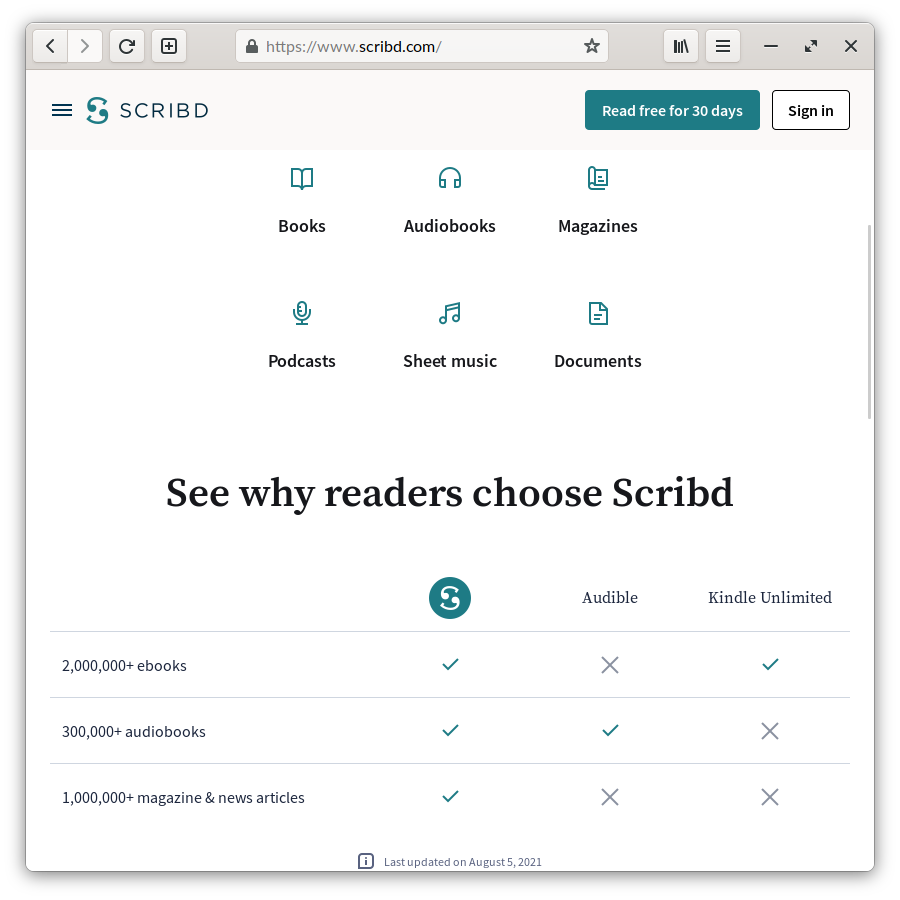 https://www.scribd.com/
SCRIBD
Read free for 30 days
Sign in
Books
Audiobooks
Magazines
Podcasts
Sheet music
Documents
See why readers choose Scribd
Audible
Kindle Unlimited
2,000,000+ ebooks
300,000+ audiobooks
1,000,000+ magazine & news articles
Last updated on August 5, 2021